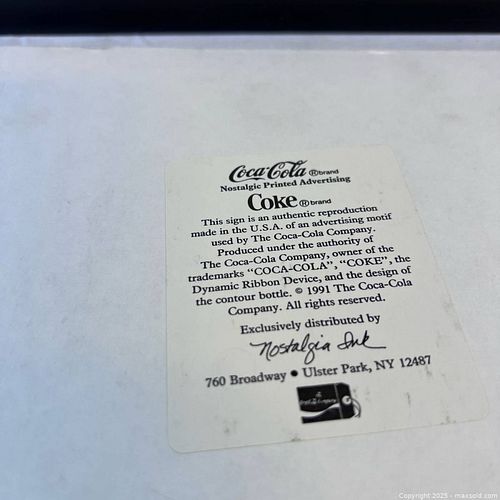 Coca-Cola ® brand
Nostalgic Printed Advertising
Coke ® brand
This sign is an authentic reproduction
made in the U.S.A. of an advertising motif
used by The Coca-Cola Company.
Produced under the authority of
The Coca-Cola Company, owner of the
trademarks "COCA-COLA", "COKE", the
Dynamic Ribbon Device, and the design of
the contour bottle. © 1991 The Coca-Cola
Company. All rights reserved.
Exclusively distributed by
Nostalgia Ink
760 Broadway • Ulster Park, NY 12487
Copyright 2025 - maxsold.com